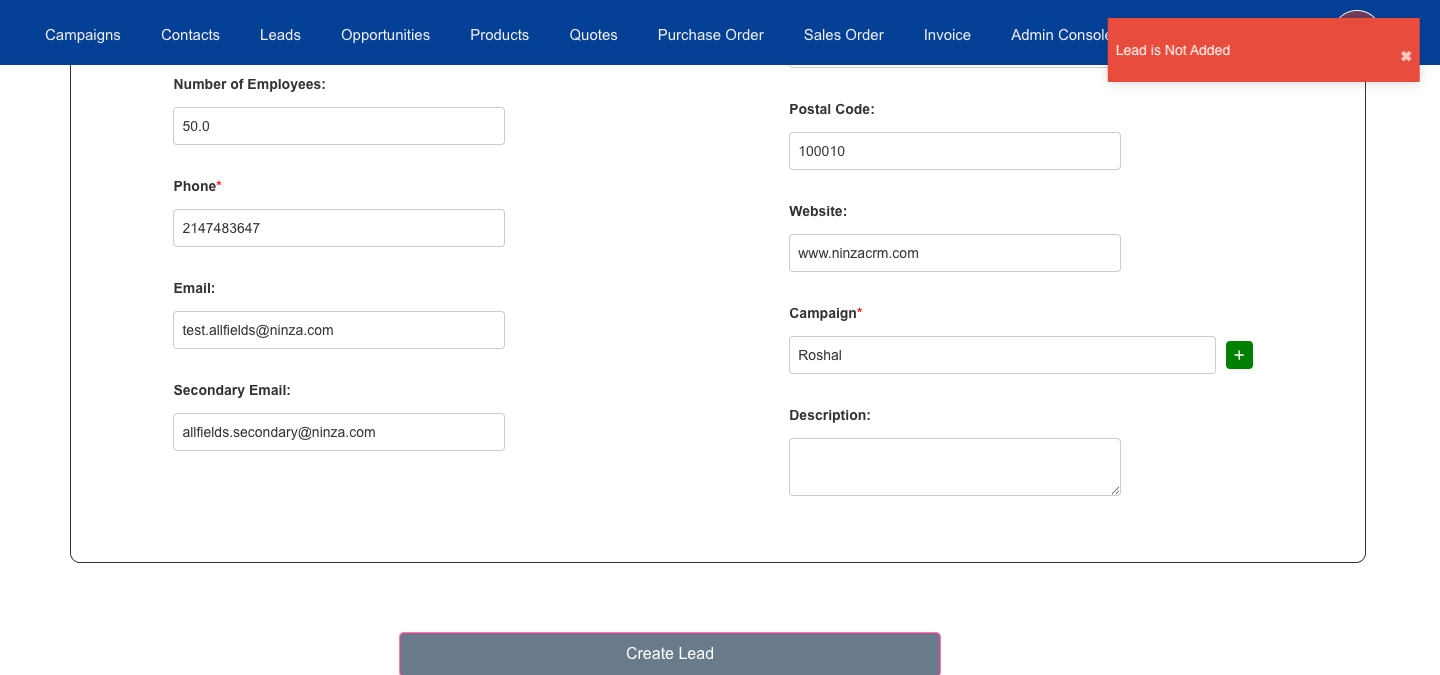 Campaigns Contacts Leads Opportunities Products Quotes Purchase Order Sales Order Invoice Admin Console
Lead is Not Added
✖
Number of Employees:
50.0
Phone*
2147483647
Email:
test.allfields@ninza.com
Secondary Email:
allfields.secondary@ninza.com
Postal Code:
100010
Website:
www.ninzacrm.com
Campaign*
Roshal
+
Description:
Create Lead